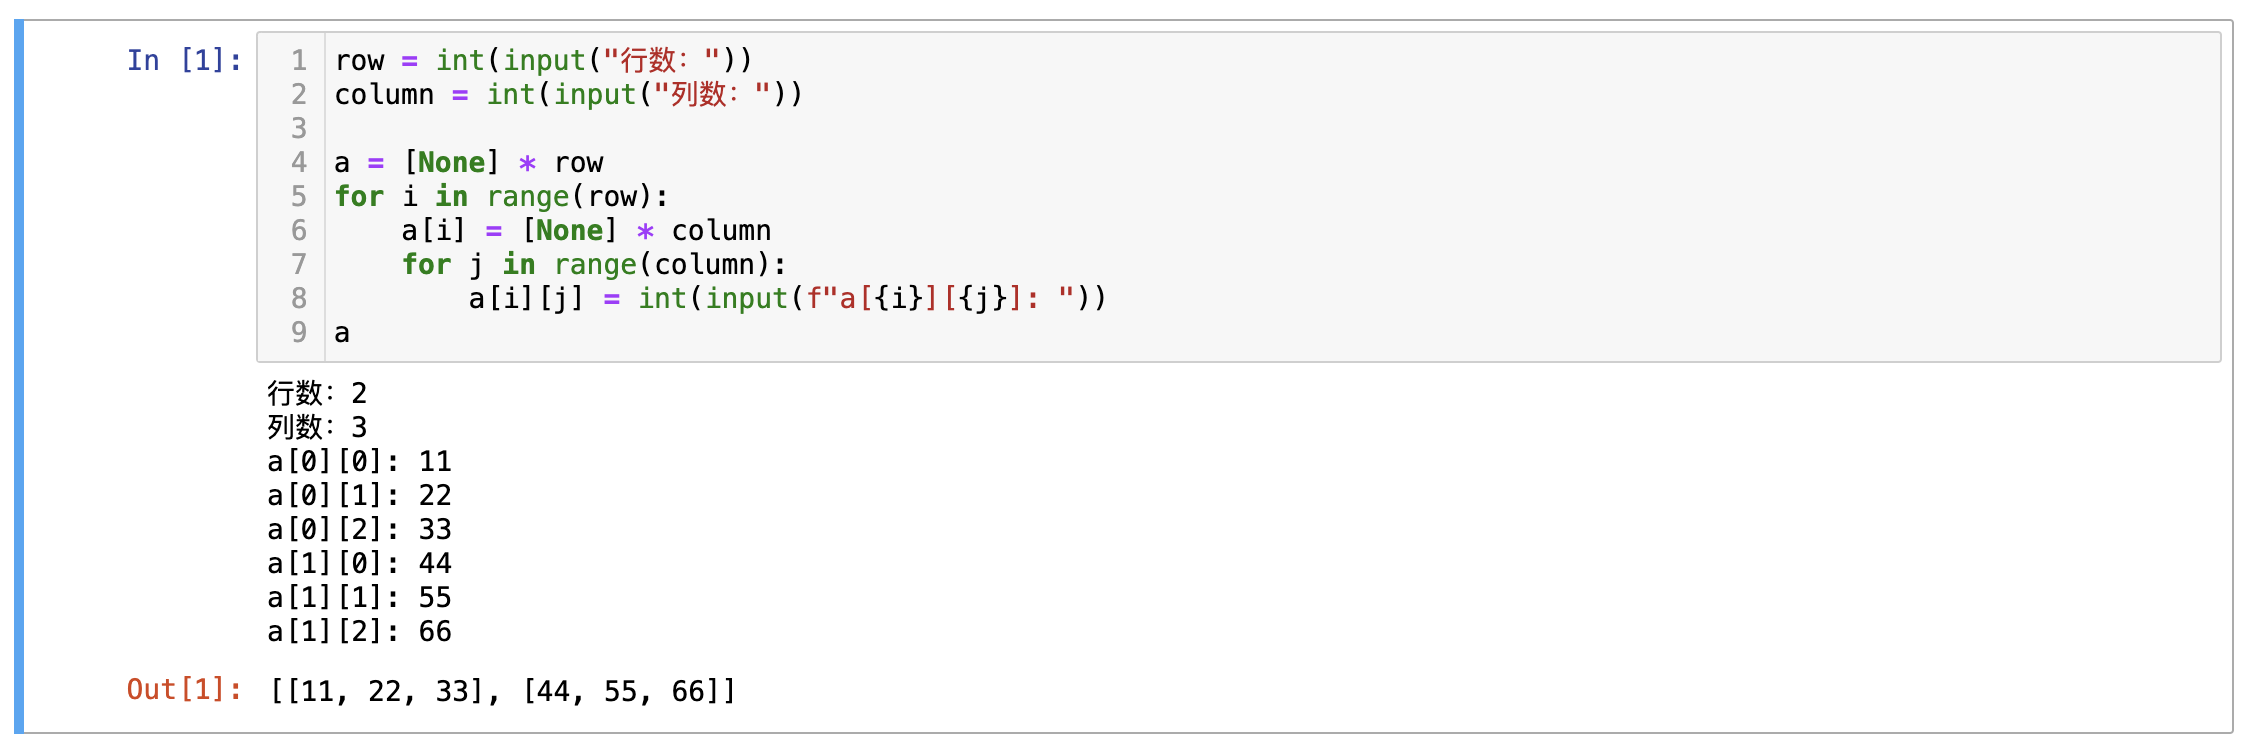 In [1]:
1 row = int(input("行数："))
2 column = int(input("列数："))
3
4 a = [None] * row
5 for i in range(row):
6     a[i] = [None] * column
7     for j in range(column):
8         a[i][j] = int(input(f"a[{i}][{j}]: "))
9 a
行数：2
列数：3
a[0][0]: 11
a[0][1]: 22
a[0][2]: 33
a[1][0]: 44
a[1][1]: 55
a[1][2]: 66
Out[1]: [[11, 22, 33], [44, 55, 66]]